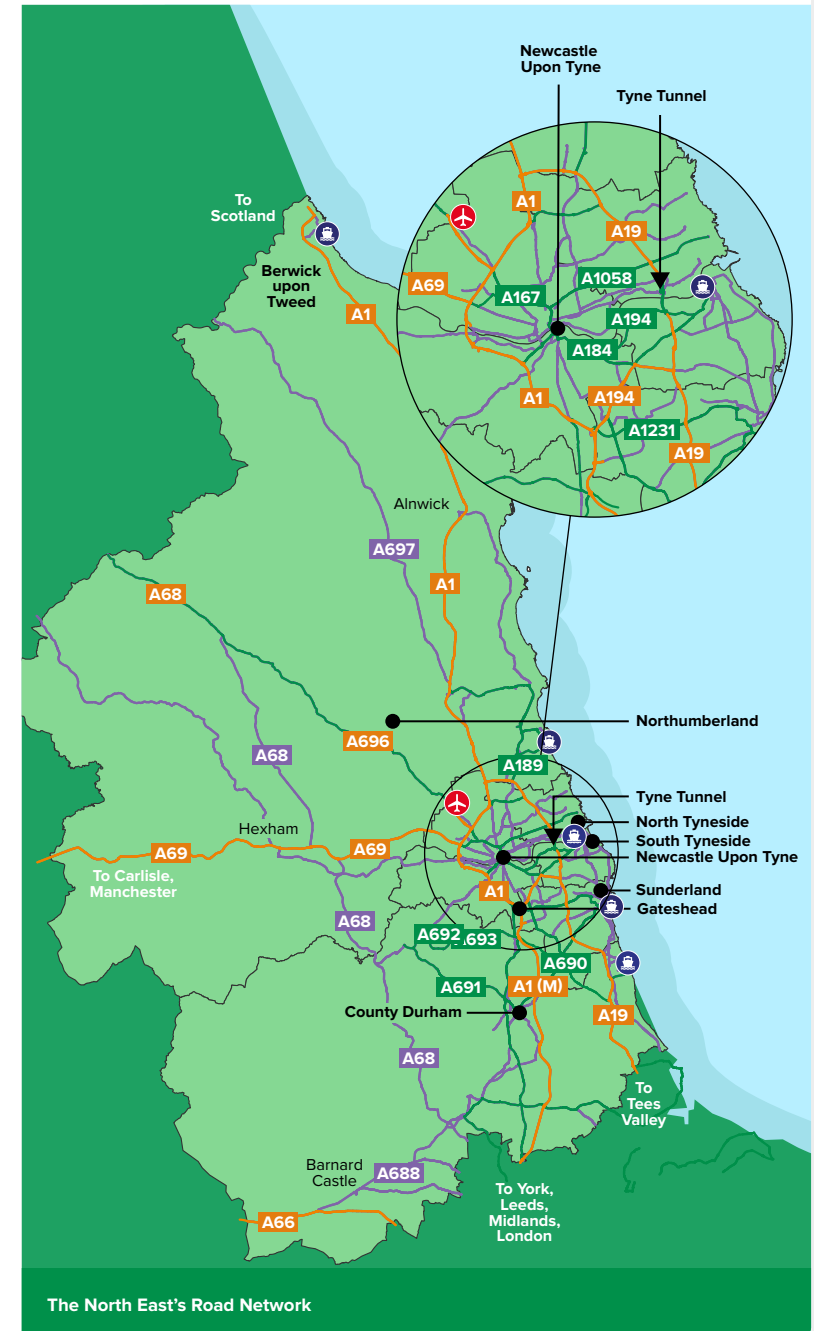 Newcastle
Upon Tyne
Tyne Tunnel
To
Scotland
A1
A19
Berwick
upon
Tweed
A69
A1058
A167
A1
A194
A184
A1
A194
A1231
A19
Alnwick
A697
A1
A68
Northumberland
A696
A68
A189
Tyne Tunnel
North Tyneside
Hexham
South Tyneside
A69
A69
Newcastle Upon Tyne
To Carlisle,
Manchester
A1
Sunderland
Gateshead
A68
A692
A693
A690
A691
A1 (M)
County Durham
A19
A68
To
Tees
Valley
Barnard
Castle
A688
To York,
Leeds,
Midlands,
London
A66
The North East's Road Network